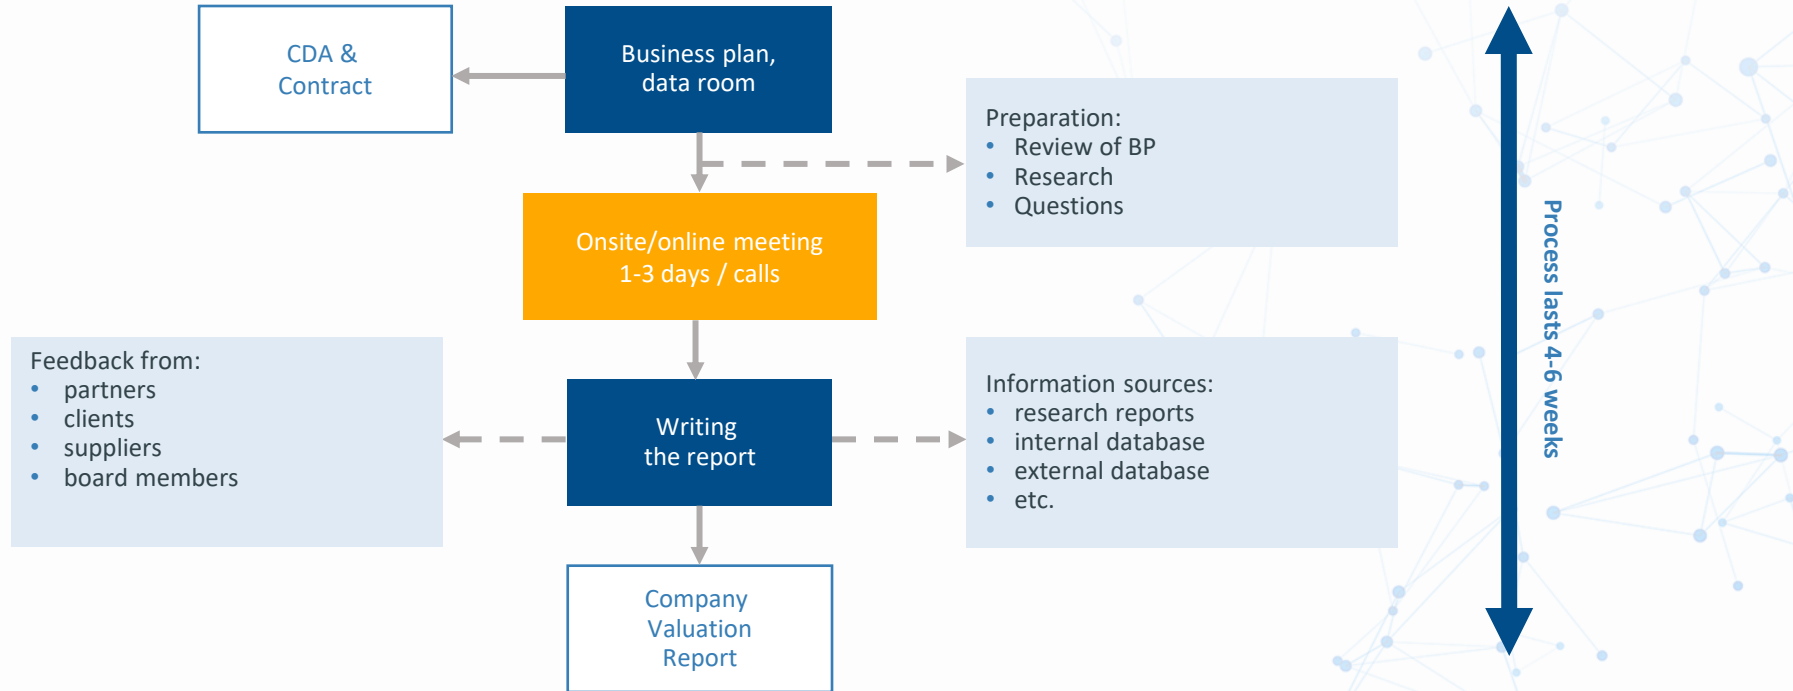 CDA &
Contract
Business plan,
data room
Preparation:
• Review of BP
• Research
• Questions
Onsite/online meeting
1-3 days / calls
Process lasts 4-6 weeks
Feedback from:
• partners
• clients
• suppliers
• board members
Writing
the report
Information sources:
• research reports
• internal database
• external database
• etc.
Company
Valuation
Report